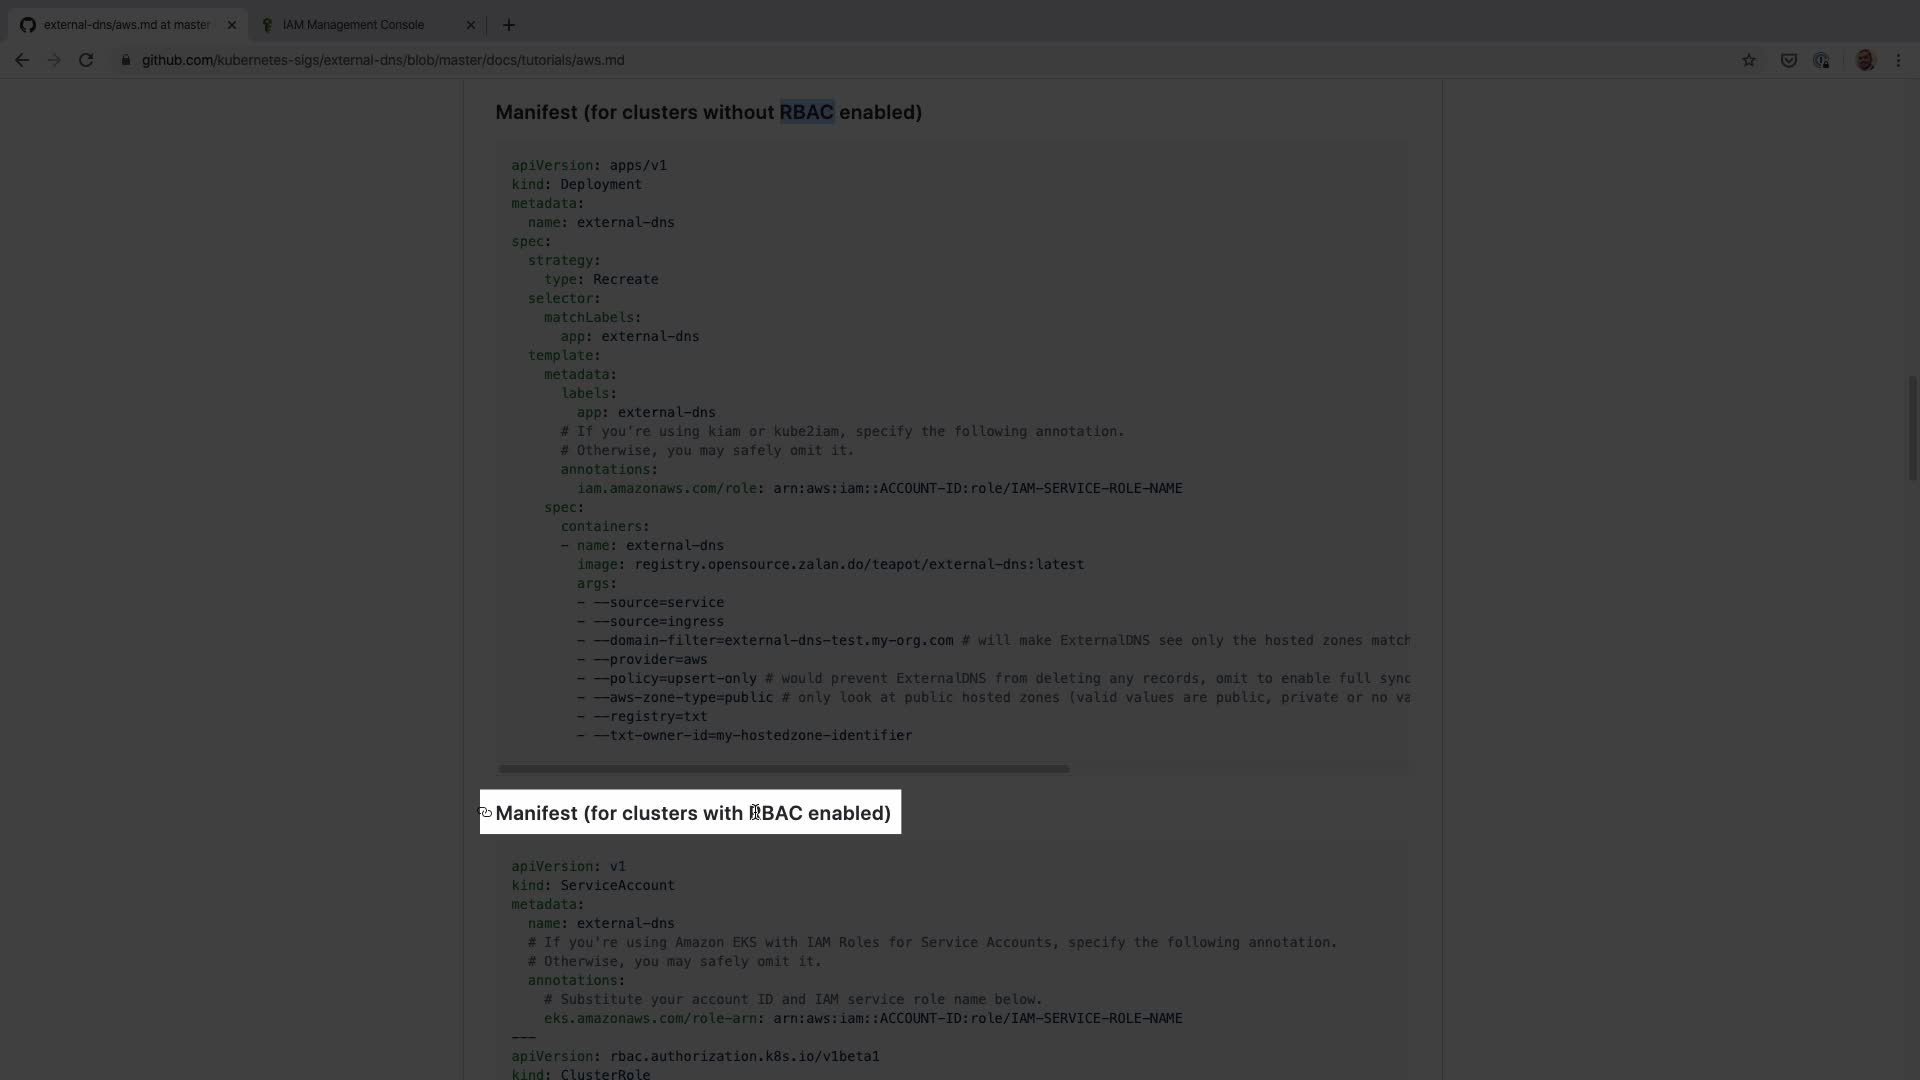 external-dns/aws.md at master
IAM Management Console
github.com/kubernetes-sigs/external-dns/blob/master/docs/tutorials/aws.md
Manifest (for clusters without RBAC enabled)
apiVersion: apps/v1
kind: Deployment
metadata:
  name: external-dns
spec:
  strategy:
    type: Recreate
  selector:
    matchLabels:
      app: external-dns
  template:
    metadata:
      labels:
        app: external-dns
      # If you're using kiam or kube2iam, specify the following annotation.
      # Otherwise, you may safely omit it.
      annotations:
        iam.amazonaws.com/role: arn:aws:iam::ACCOUNT-ID:role/IAM-SERVICE-ROLE-NAME
    spec:
      containers:
      - name: external-dns
        image: registry.opensource.zalan.do/teapot/external-dns:latest
        args:
        - --source=service
        - --source=ingress
        - --domain-filter=external-dns-test.my-org.com # will make ExternalDNS see only the hosted zones match
        - --provider=aws
        - --policy=upsert-only # would prevent ExternalDNS from deleting any records, omit to enable full sync
        - --aws-zone-type=public # only look at public hosted zones (valid values are public, private or no va
        - --registry=txt
        - --txt-owner-id=my-hostedzone-identifier
Manifest (for clusters with RBAC enabled)
apiVersion: v1
kind: ServiceAccount
metadata:
  name: external-dns
  # If you're using Amazon EKS with IAM Roles for Service Accounts, specify the following annotation.
  # Otherwise, you may safely omit it.
  annotations:
    # Substitute your account ID and IAM service role name below.
    eks.amazonaws.com/role-arn: arn:aws:iam::ACCOUNT-ID:role/IAM-SERVICE-ROLE-NAME
---
apiVersion: rbac.authorization.k8s.io/v1beta1
kind: ClusterRole